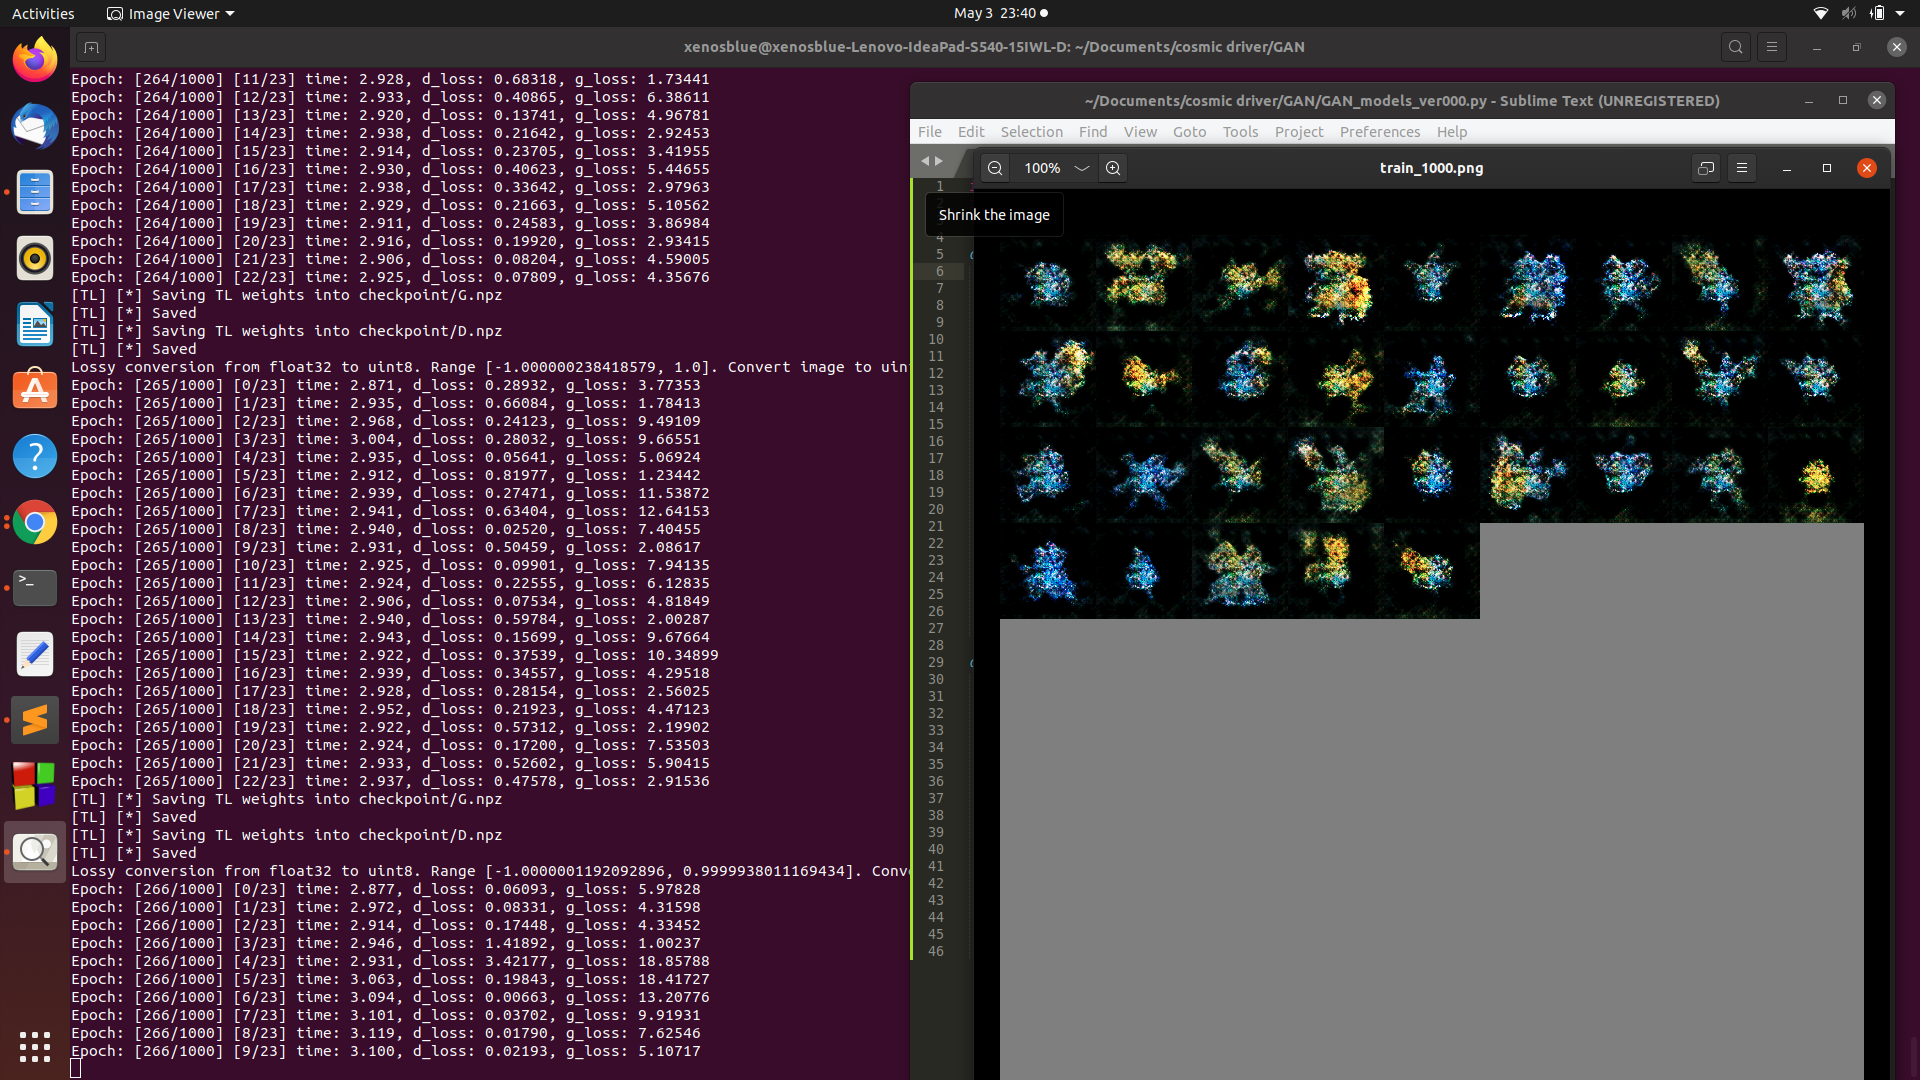 Activities
Image Viewer
May 3 23:40
xenosblue@xenosblue-Lenovo-IdeaPad-S540-15IWL-D: ~/Documents/cosmic driver/GAN
Epoch: [264/1000] [11/23] time: 2.928, d_loss: 0.68318, g_loss: 1.73441
Epoch: [264/1000] [12/23] time: 2.933, d_loss: 0.40865, g_loss: 6.38611
Epoch: [264/1000] [13/23] time: 2.920, d_loss: 0.13741, g_loss: 4.96781
Epoch: [264/1000] [14/23] time: 2.938, d_loss: 0.21642, g_loss: 2.92453
Epoch: [264/1000] [15/23] time: 2.914, d_loss: 0.23705, g_loss: 3.41955
Epoch: [264/1000] [16/23] time: 2.930, d_loss: 0.40623, g_loss: 5.44655
Epoch: [264/1000] [17/23] time: 2.938, d_loss: 0.33642, g_loss: 2.97963
Epoch: [264/1000] [18/23] time: 2.929, d_loss: 0.21663, g_loss: 5.10562
Epoch: [264/1000] [19/23] time: 2.911, d_loss: 0.24583, g_loss: 3.86984
Epoch: [264/1000] [20/23] time: 2.916, d_loss: 0.19920, g_loss: 2.93415
Epoch: [264/1000] [21/23] time: 2.906, d_loss: 0.08204, g_loss: 4.59005
Epoch: [264/1000] [22/23] time: 2.925, d_loss: 0.07809, g_loss: 4.35676
[TL] [*] Saving TL weights into checkpoint/G.npz
[TL] [*] Saved
[TL] [*] Saving TL weights into checkpoint/D.npz
[TL] [*] Saved
Lossy conversion from float32 to uint8. Range [-1.000000238418579, 1.0]. Convert image to uin
Epoch: [265/1000] [0/23] time: 2.871, d_loss: 0.28932, g_loss: 3.77353
Epoch: [265/1000] [1/23] time: 2.935, d_loss: 0.66084, g_loss: 1.78413
Epoch: [265/1000] [2/23] time: 2.968, d_loss: 0.24123, g_loss: 9.49109
Epoch: [265/1000] [3/23] time: 3.004, d_loss: 0.28032, g_loss: 9.66551
Epoch: [265/1000] [4/23] time: 2.935, d_loss: 0.05641, g_loss: 5.06924
Epoch: [265/1000] [5/23] time: 2.912, d_loss: 0.81977, g_loss: 1.23442
Epoch: [265/1000] [6/23] time: 2.939, d_loss: 0.27471, g_loss: 11.53872
Epoch: [265/1000] [7/23] time: 2.941, d_loss: 0.63404, g_loss: 12.64153
Epoch: [265/1000] [8/23] time: 2.940, d_loss: 0.02520, g_loss: 7.40455
Epoch: [265/1000] [9/23] time: 2.931, d_loss: 0.50459, g_loss: 2.08617
Epoch: [265/1000] [10/23] time: 2.925, d_loss: 0.09901, g_loss: 7.94135
Epoch: [265/1000] [11/23] time: 2.924, d_loss: 0.22555, g_loss: 6.12835
Epoch: [265/1000] [12/23] time: 2.906, d_loss: 0.07534, g_loss: 4.81849
Epoch: [265/1000] [13/23] time: 2.940, d_loss: 0.59784, g_loss: 2.00287
Epoch: [265/1000] [14/23] time: 2.943, d_loss: 0.15699, g_loss: 9.67664
Epoch: [265/1000] [15/23] time: 2.922, d_loss: 0.37539, g_loss: 10.34899
Epoch: [265/1000] [16/23] time: 2.939, d_loss: 0.34557, g_loss: 4.29518
Epoch: [265/1000] [17/23] time: 2.928, d_loss: 0.28154, g_loss: 2.56025
Epoch: [265/1000] [18/23] time: 2.952, d_loss: 0.21923, g_loss: 4.47123
Epoch: [265/1000] [19/23] time: 2.922, d_loss: 0.57312, g_loss: 2.19902
Epoch: [265/1000] [20/23] time: 2.924, d_loss: 0.17200, g_loss: 7.53503
Epoch: [265/1000] [21/23] time: 2.933, d_loss: 0.52602, g_loss: 5.90415
Epoch: [265/1000] [22/23] time: 2.937, d_loss: 0.47578, g_loss: 2.91536
[TL] [*] Saving TL weights into checkpoint/G.npz
[TL] [*] Saved
[TL] [*] Saving TL weights into checkpoint/D.npz
[TL] [*] Saved
Lossy conversion from float32 to uint8. Range [-1.0000001192092896, 0.9999938011169434]. Conv
Epoch: [266/1000] [0/23] time: 2.877, d_loss: 0.06093, g_loss: 5.97828
Epoch: [266/1000] [1/23] time: 2.972, d_loss: 0.08331, g_loss: 4.31598
Epoch: [266/1000] [2/23] time: 2.914, d_loss: 0.17448, g_loss: 4.33452
Epoch: [266/1000] [3/23] time: 2.946, d_loss: 1.41892, g_loss: 1.00237
Epoch: [266/1000] [4/23] time: 2.931, d_loss: 3.42177, g_loss: 18.85788
Epoch: [266/1000] [5/23] time: 3.063, d_loss: 0.19843, g_loss: 18.41727
Epoch: [266/1000] [6/23] time: 3.094, d_loss: 0.00663, g_loss: 13.20776
Epoch: [266/1000] [7/23] time: 3.101, d_loss: 0.03702, g_loss: 9.91931
Epoch: [266/1000] [8/23] time: 3.119, d_loss: 0.01790, g_loss: 7.62546
Epoch: [266/1000] [9/23] time: 3.100, d_loss: 0.02193, g_loss: 5.10717
~/Documents/cosmic driver/GAN/GAN_models_ver000.py - Sublime Text (UNREGISTERED)
File Edit Selection Find View Goto Tools Project Preferences Help
100%
train_1000.png
Shrink the image
1
4
5
6
7
8
9
10
11
12
13
14
15
16
17
18
19
20
21
22
23
24
25
26
27
28
29
30
31
32
33
34
35
36
37
38
39
40
41
42
43
44
45
46